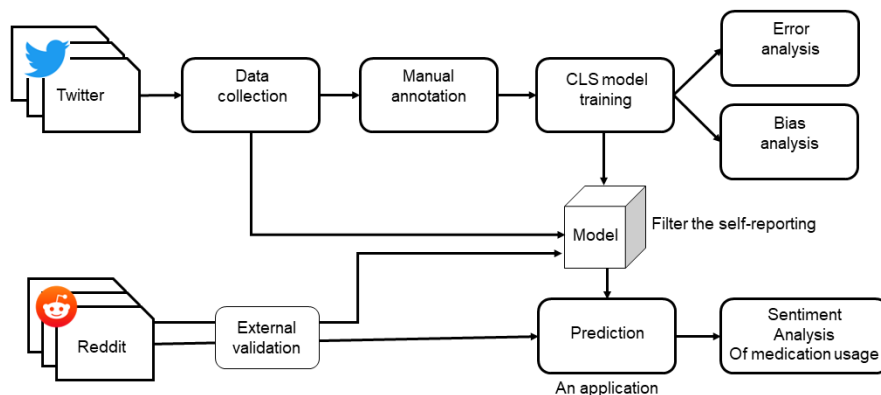 Twitter
Data
collection
Manual
annotation
CLS model
training
Error
analysis
Bias
analysis
Model
Filter the self-reporting
Reddit
External
validation
Prediction
An application
Sentiment
Analysis
Of medication usage